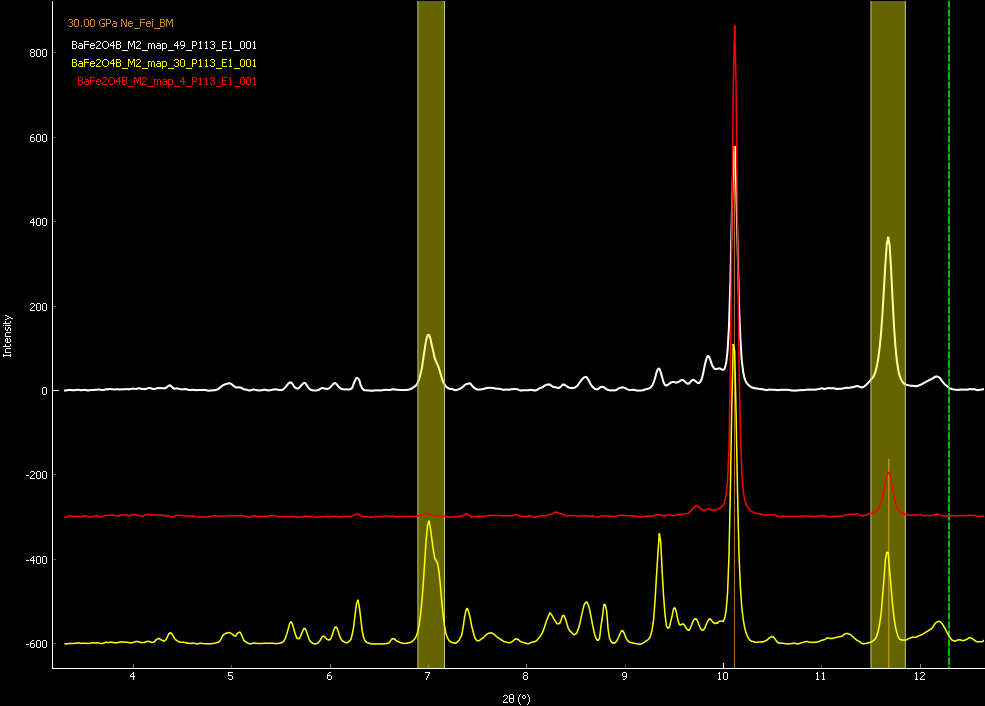 30.00 GPa Ne_Fei_BM
BaFe2O4B_M2_map_49_P113_E1_001
BaFe2O4B_M2_map_30_P113_E1_001
BaFe2O4B_M2_map_4_P113_E1_001
800
600
400
200
0
-200
-400
-600
Intensity
4 5 6 7 8 9 10 11 12
2θ (°)